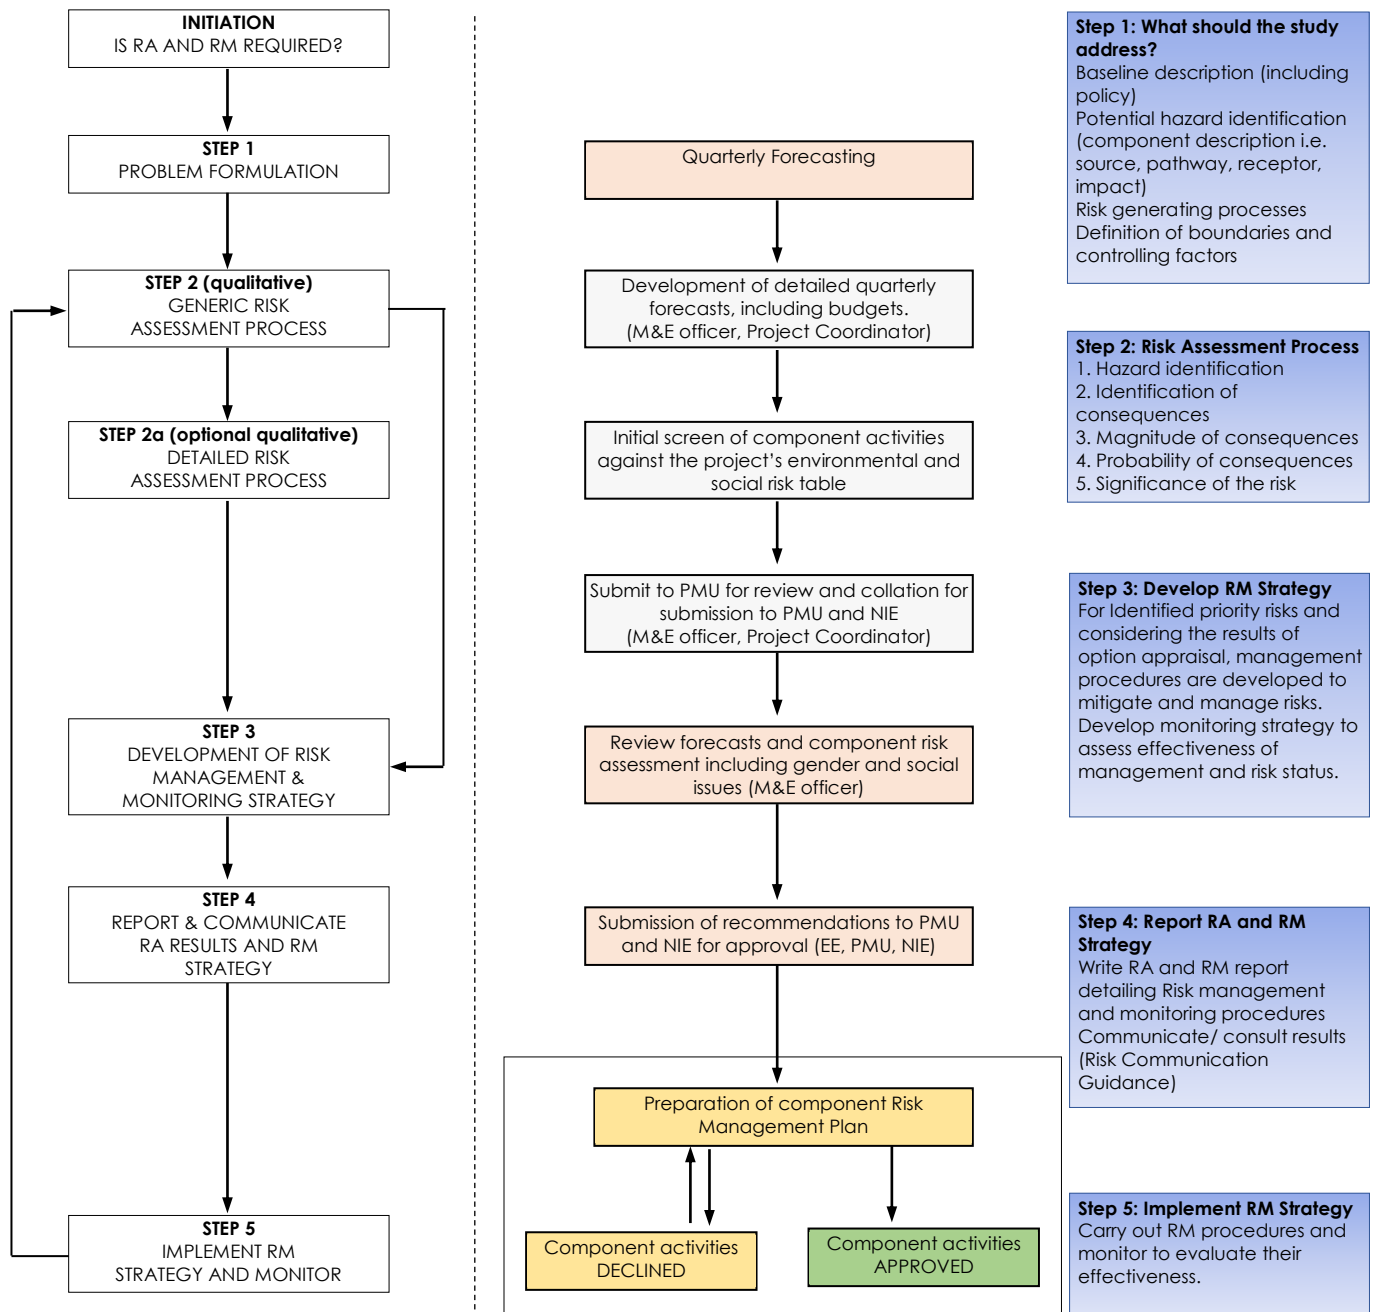 INITIATION
IS RA AND RM REQUIRED?
STEP 1
PROBLEM FORMULATION
STEP 2 (qualitative)
GENERIC RISK
ASSESSMENT PROCESS
STEP 2a (optional qualitative)
DETAILED RISK
ASSESSMENT PROCESS
STEP 3
DEVELOPMENT OF RISK
MANAGEMENT &
MONITORING STRATEGY
STEP 4
REPORT & COMMUNICATE
RA RESULTS AND RM
STRATEGY
STEP 5
IMPLEMENT RM
STRATEGY AND MONITOR
Quarterly Forecasting
Development of detailed quarterly
forecasts, including budgets.
(M&E officer, Project Coordinator)
Initial screen of component activities
against the project’s environmental and
social risk table
Submit to PMU for review and collation for
submission to PMU and NIE
(M&E officer, Project Coordinator)
Review forecasts and component risk
assessment including gender and social
issues (M&E officer)
Submission of recommendations to PMU
and NIE for approval (EE, PMU, NIE)
Preparation of component Risk
Management Plan
Component activities
DECLINED
Component activities
APPROVED
Step 1: What should the study
address?
Baseline description (including
policy)
Potential hazard identification
(component description i.e.
source, pathway, receptor,
impact)
Risk generating processes
Definition of boundaries and
controlling factors
Step 2: Risk Assessment Process
1. Hazard identification
2. Identification of
consequences
3. Magnitude of consequences
4. Probability of consequences
5. Significance of the risk
Step 3: Develop RM Strategy
For Identified priority risks and
considering the results of
option appraisal, management
procedures are developed to
mitigate and manage risks.
Develop monitoring strategy to
assess effectiveness of
management and risk status.
Step 4: Report RA and RM
Strategy
Write RA and RM report
detailing Risk management
and monitoring procedures
Communicate/ consult results
(Risk Communication
Guidance)
Step 5: Implement RM Strategy
Carry out RM procedures and
monitor to evaluate their
effectiveness.